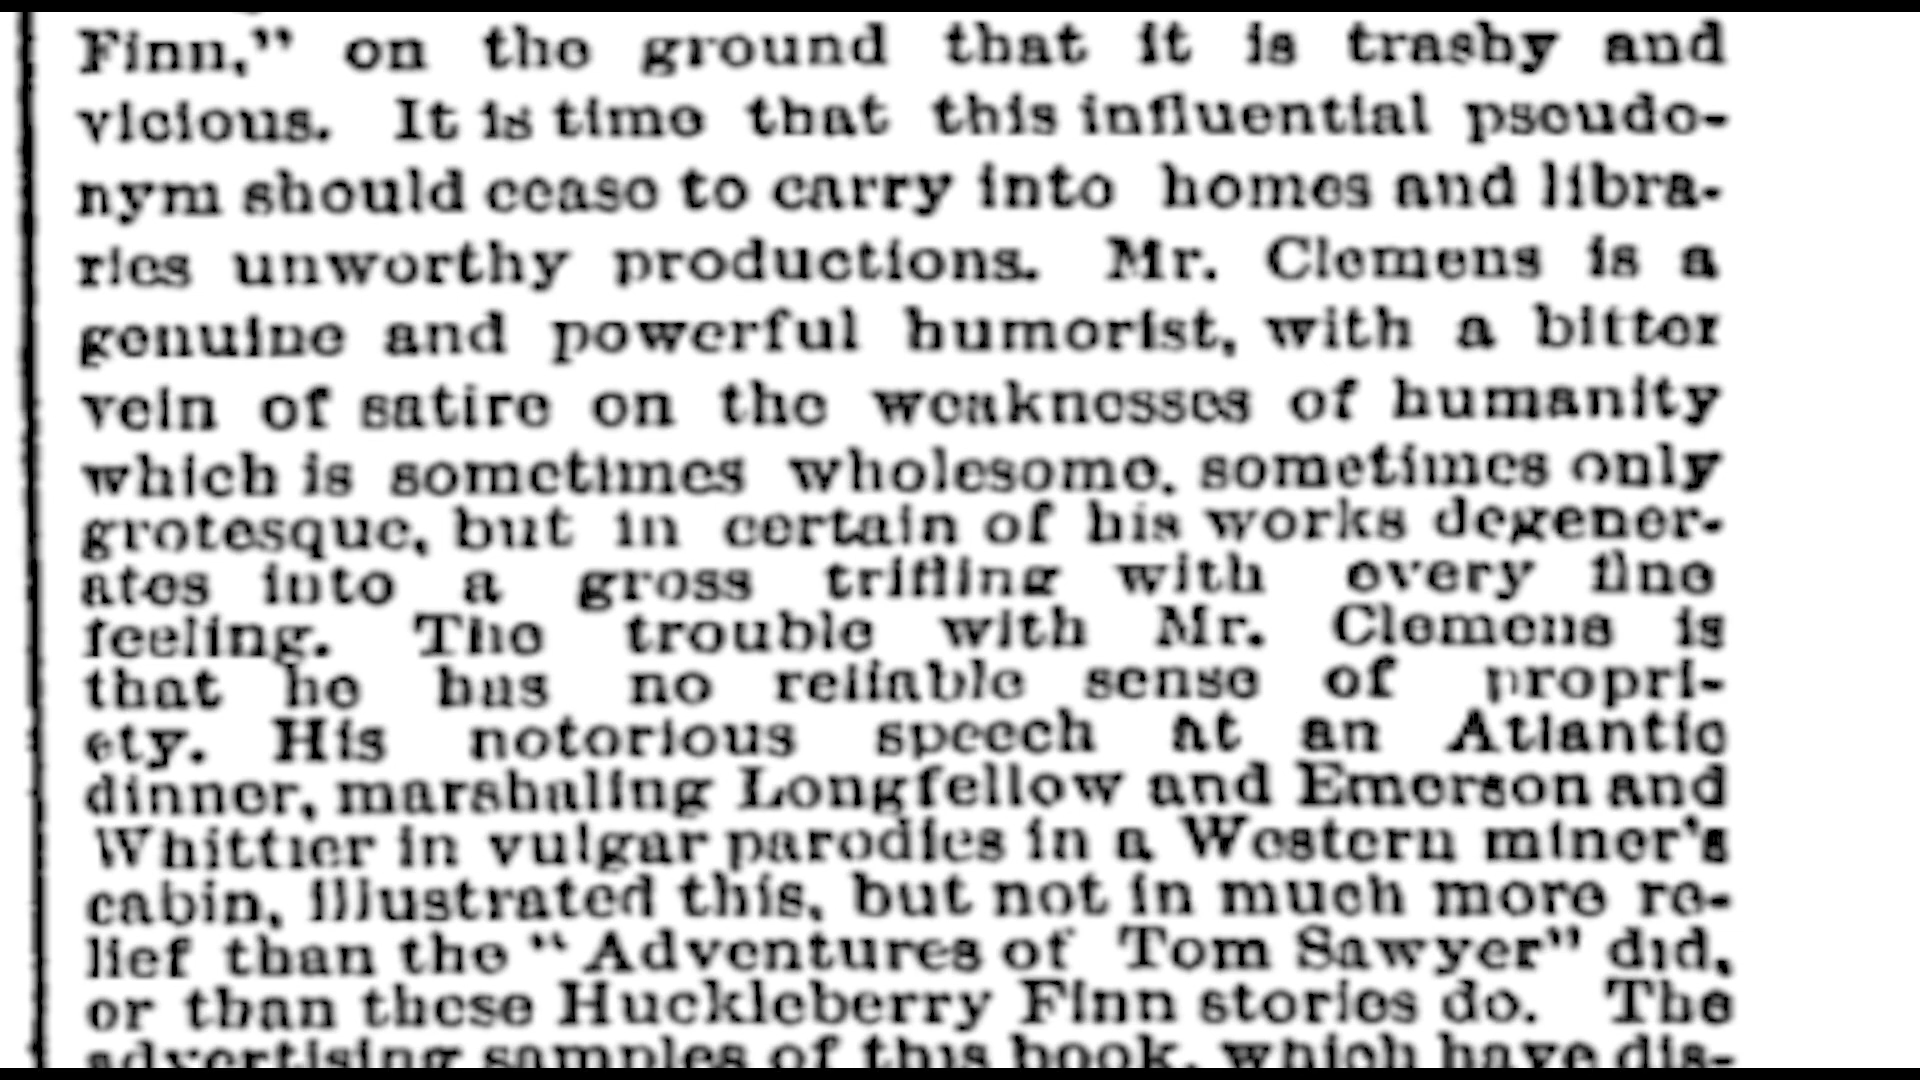 Finn," on the ground that it is trashy and
vicious. It is time that this influential pseudo-
nym should cease to carry into homes and libra-
ries unworthy productions. Mr. Clemens is a
genuine and powerful humorist, with a bitter
vein of satire on the weaknesses of humanity
which is sometimes wholesome, sometimes only
grotesque, but in certain of his works degener-
ates into a gross trifling with every fine
feeling. The trouble with Mr. Clemens is
that he has no reliable sense of propri-
ety. His notorious speech at an Atlantic
dinner, marshaling Longfellow and Emerson and
Whittier in vulgar parodies in a Western miner's
cabin, illustrated this, but not in much more re-
lief than the "Adventures of Tom Sawyer" did,
or than these Huckleberry Finn stories do. The
advertising samples of this book, which have dis-